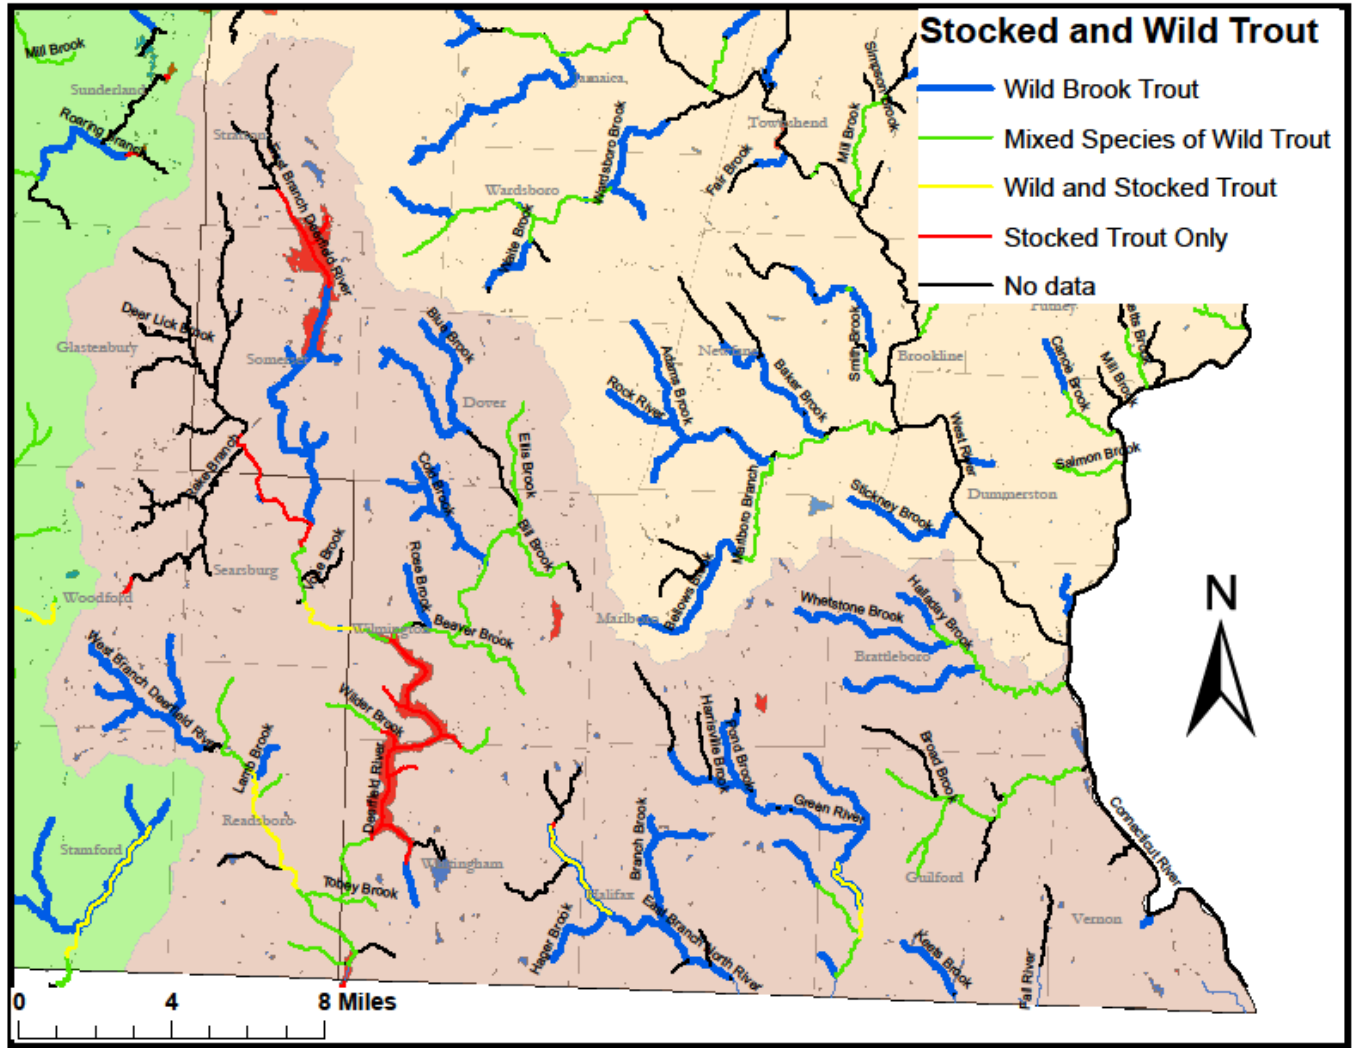 Stocked and Wild Trout
Wild Brook Trout
Mixed Species of Wild Trout
Wild and Stocked Trout
Stocked Trout Only
No data
Mill Brook
Sunderland
Roaring Branch
Stratton
East Branch Deerfield River
Jamaica
Wardsboro
Wardsboro Brook
Waite Brook
Townshend
Fair Brook
Mill Brook
Simpson Brook
Deer Lick Brook
Glastenbury
Somerset
Blue Brook
Dover
Ellis Brook
Cold Brook
Bill Brook
Adams Brook
Rock River
Newfane
Baker Brook
Smith Brook
Brookline
Putney
Canoe Brook
Mill Brook
Salmon Brook
West River
Dummerston
Stickney Brook
Marlboro Branch
Bellows Brook
Marlboro
Searsburg
Woodford
Rose Brook
Wilmington
Beaver Brook
Whetstone Brook
Halladay Brook
Brattleboro
West Branch Deerfield River
Wilder Brook
Lamb Brook
Deerfield River
Harrisville Brook
Pond Brook
Green River
Broad Brook
Connecticut River
Readsboro
Stamford
Whitingham
Tobey Brook
Branch Brook
Halifax
Hager Brook
East Branch North River
Guilford
Keets Brook
Fall River
Vernon
N
0 4 8 Miles